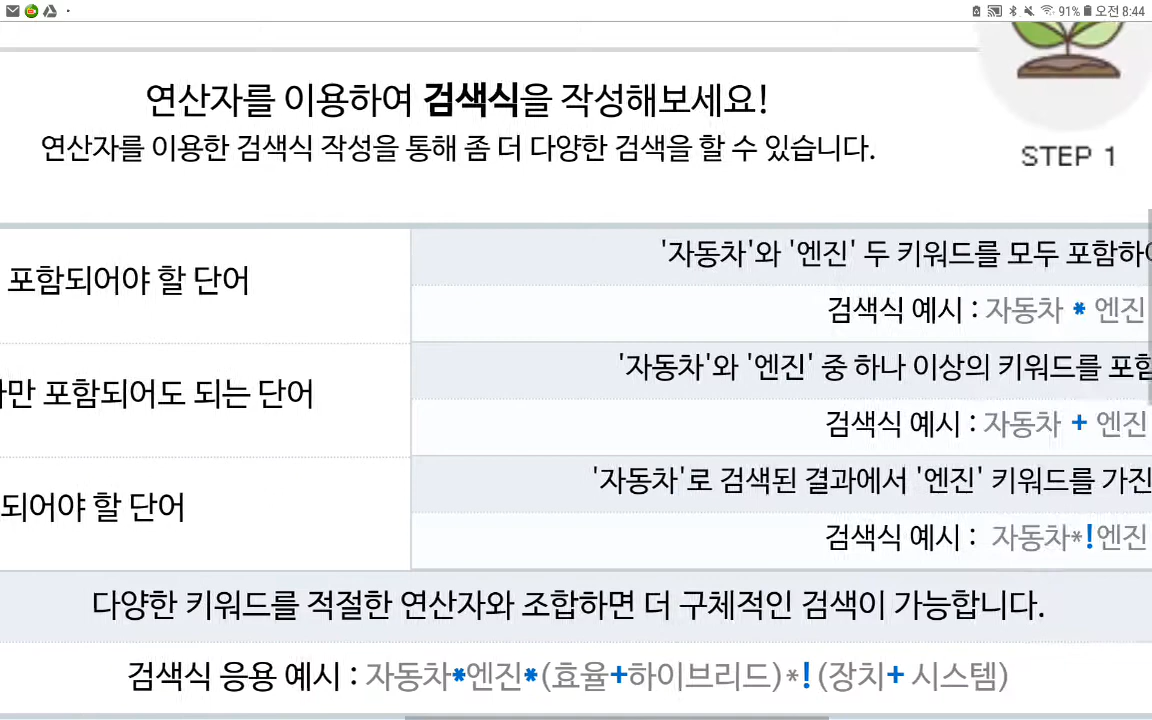 91% 오전 8:44
연산자를 이용하여 검색식을 작성해보세요!
연산자를 이용한 검색식 작성을 통해 좀 더 다양한 검색을 할 수 있습니다.
STEP 1
포함되어야 할 단어
'자동차'와 '엔진' 두 키워드를 모두 포함하
검색식 예시 : 자동차 * 엔진
만 포함되어도 되는 단어
'자동차'와 '엔진' 중 하나 이상의 키워드를 포함
검색식 예시 : 자동차 + 엔진
되어야 할 단어
'자동차'로 검색된 결과에서 '엔진' 키워드를 가진
검색식 예시 : 자동차*!엔진
다양한 키워드를 적절한 연산자와 조합하면 더 구체적인 검색이 가능합니다.
검색식 응용 예시 : 자동차*엔진*(효율+하이브리드)*!(장치+ 시스템)